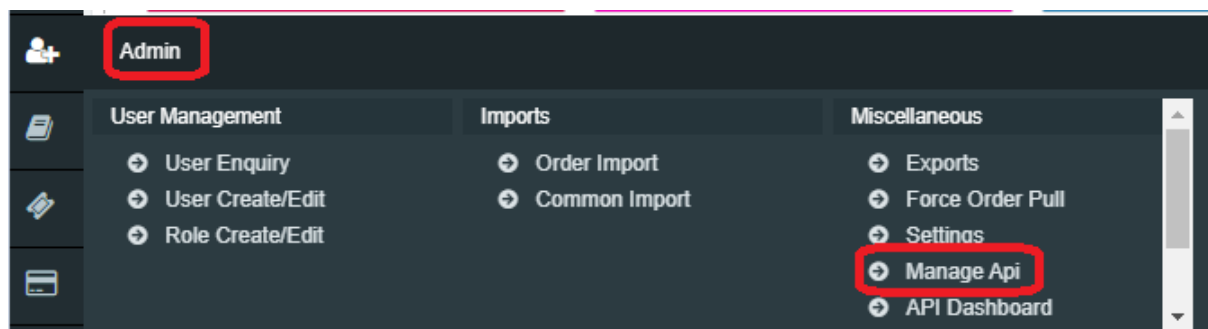 Admin
User Management
User Enquiry
User Create/Edit
Role Create/Edit
Imports
Order Import
Common Import
Miscellaneous
Exports
Force Order Pull
Settings
Manage Api
API Dashboard